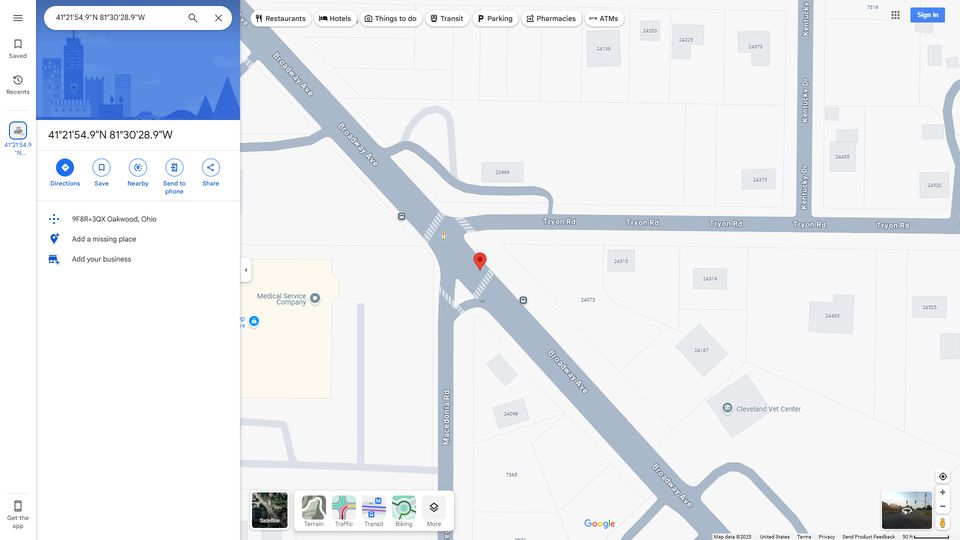 41°21'54.9"N 81°30'28.9"W
Restaurants
Hotels
Things to do
Transit
Parking
Pharmacies
ATMs
Sign in
Saved
Recents
41°21'54.9
"N...
Get the
app
41°21'54.9"N 81°30'28.9"W
Directions
Save
Nearby
Send to
phone
Share
9F8R+3QX Oakwood, Ohio
Add a missing place
Add your business
7319
24139
24203
24225
24373
Kentucky
Kentucky Dr
Kentucky Dr
Broadway Ave
Broadway Ave
23969
24375
24455
24520
Tryon Rd
Tryon Rd
Tryon Rd
Tryon Rd
Tryon Rd
24315
24319
24075
24435
24525
24187
Medical Service
Company
Broadway Ave
Macedonia Rd
24098
Cleveland Vet Center
7365
Broadway Ave
Satellite
Terrain
Traffic
Transit
Biking
More
Google
Map data ©2025
United States
Terms
Privacy
Send Product Feedback
50 ft